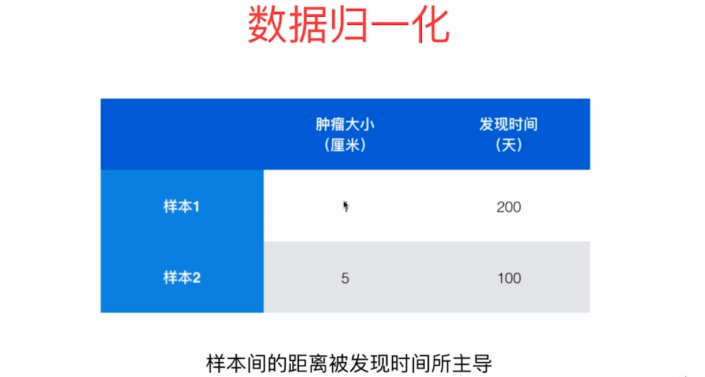 数据归一化
肿瘤大小 发现时间
（厘米） （天）
样本1 200
样本2 5 100
样本间的距离被发现时间所主导